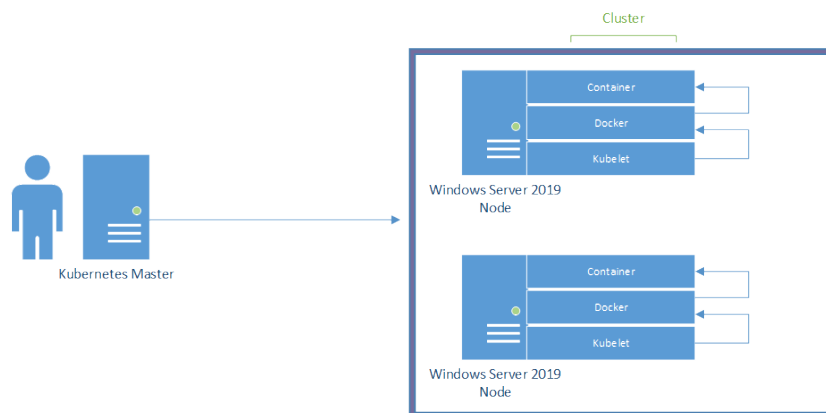 Cluster
Container
Docker
Kubelet
Windows Server 2019
Node
Kubernetes Master
Container
Docker
Kubelet
Windows Server 2019
Node